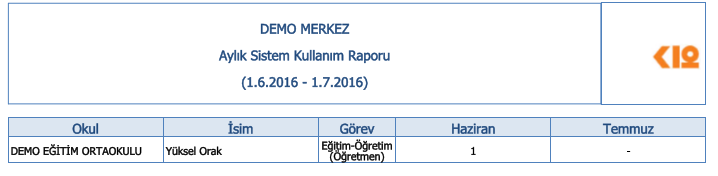 DEMO MERKEZ
Aylık Sistem Kullanım Raporu
(1.6.2016 - 1.7.2016)
K12
Okul İsim Görev Haziran Temmuz
DEMO EĞİTİM ORTAOKULU Yüksel Orak Eğitim-Öğretim (Öğretmen) 1 -